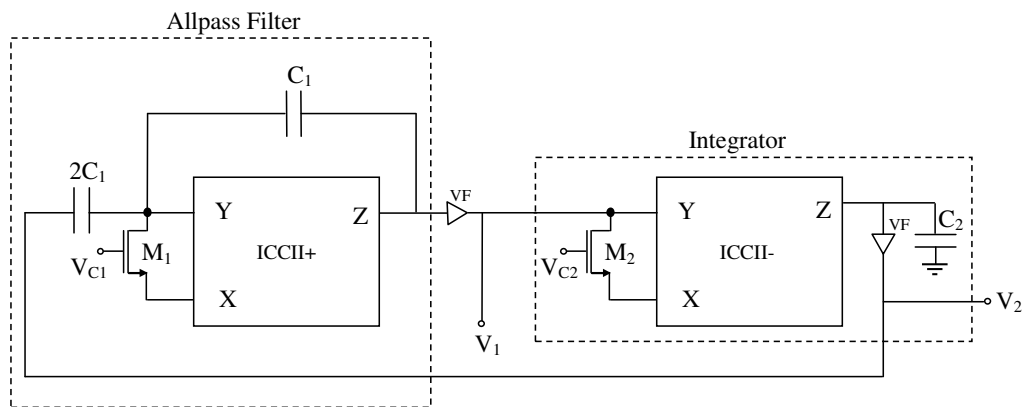 Allpass Filter
C1
2C1
Y
Z
M1
VC1
ICCII+
X
VF
V1
Integrator
Y
Z
VF
C2
M2
VC2
ICCII-
X
V2